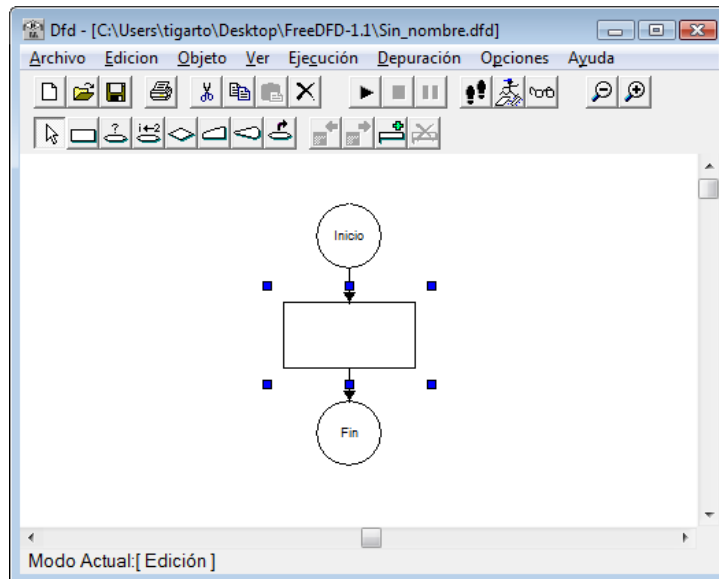 Dfd - [C:\Users\tigarto\Desktop\FreeDFD-1.1\Sin_nombre.dfd]
Archivo Edicion Objeto Ver Ejecución Depuración Opciones Ayuda
? i←2
Inicio
Fin
Modo Actual:[ Edición ]